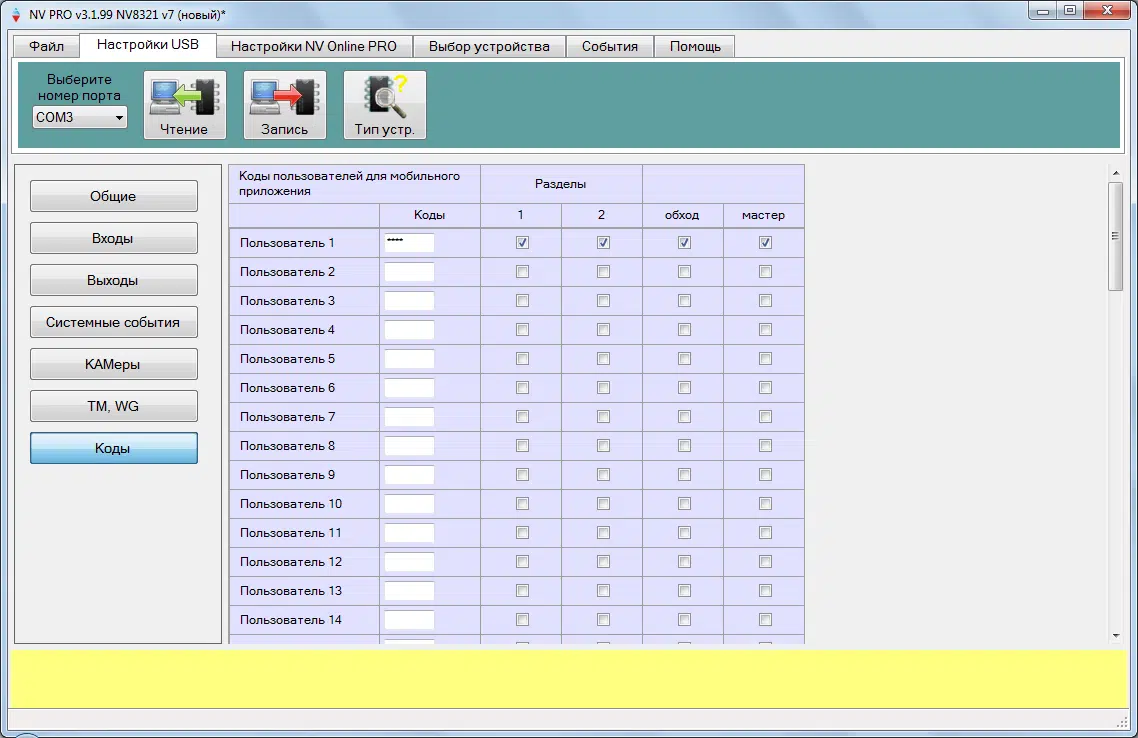 NV PRO v3.1.99 NV8321 v7 (новый)*
Файл Настройки USB Настройки NV Online PRO Выбор устройства События Помощь
Выберите
номер порта
COM3
Чтение Запись Тип устр.
?
Общие
Входы
Выходы
Системные события
КАМеры
TM, WG
Коды
Коды пользователей для мобильного
приложения
Разделы
Коды 1 2 обход мастер
Пользователь 1 ****
Пользователь 2
Пользователь 3
Пользователь 4
Пользователь 5
Пользователь 6
Пользователь 7
Пользователь 8
Пользователь 9
Пользователь 10
Пользователь 11
Пользователь 12
Пользователь 13
Пользователь 14